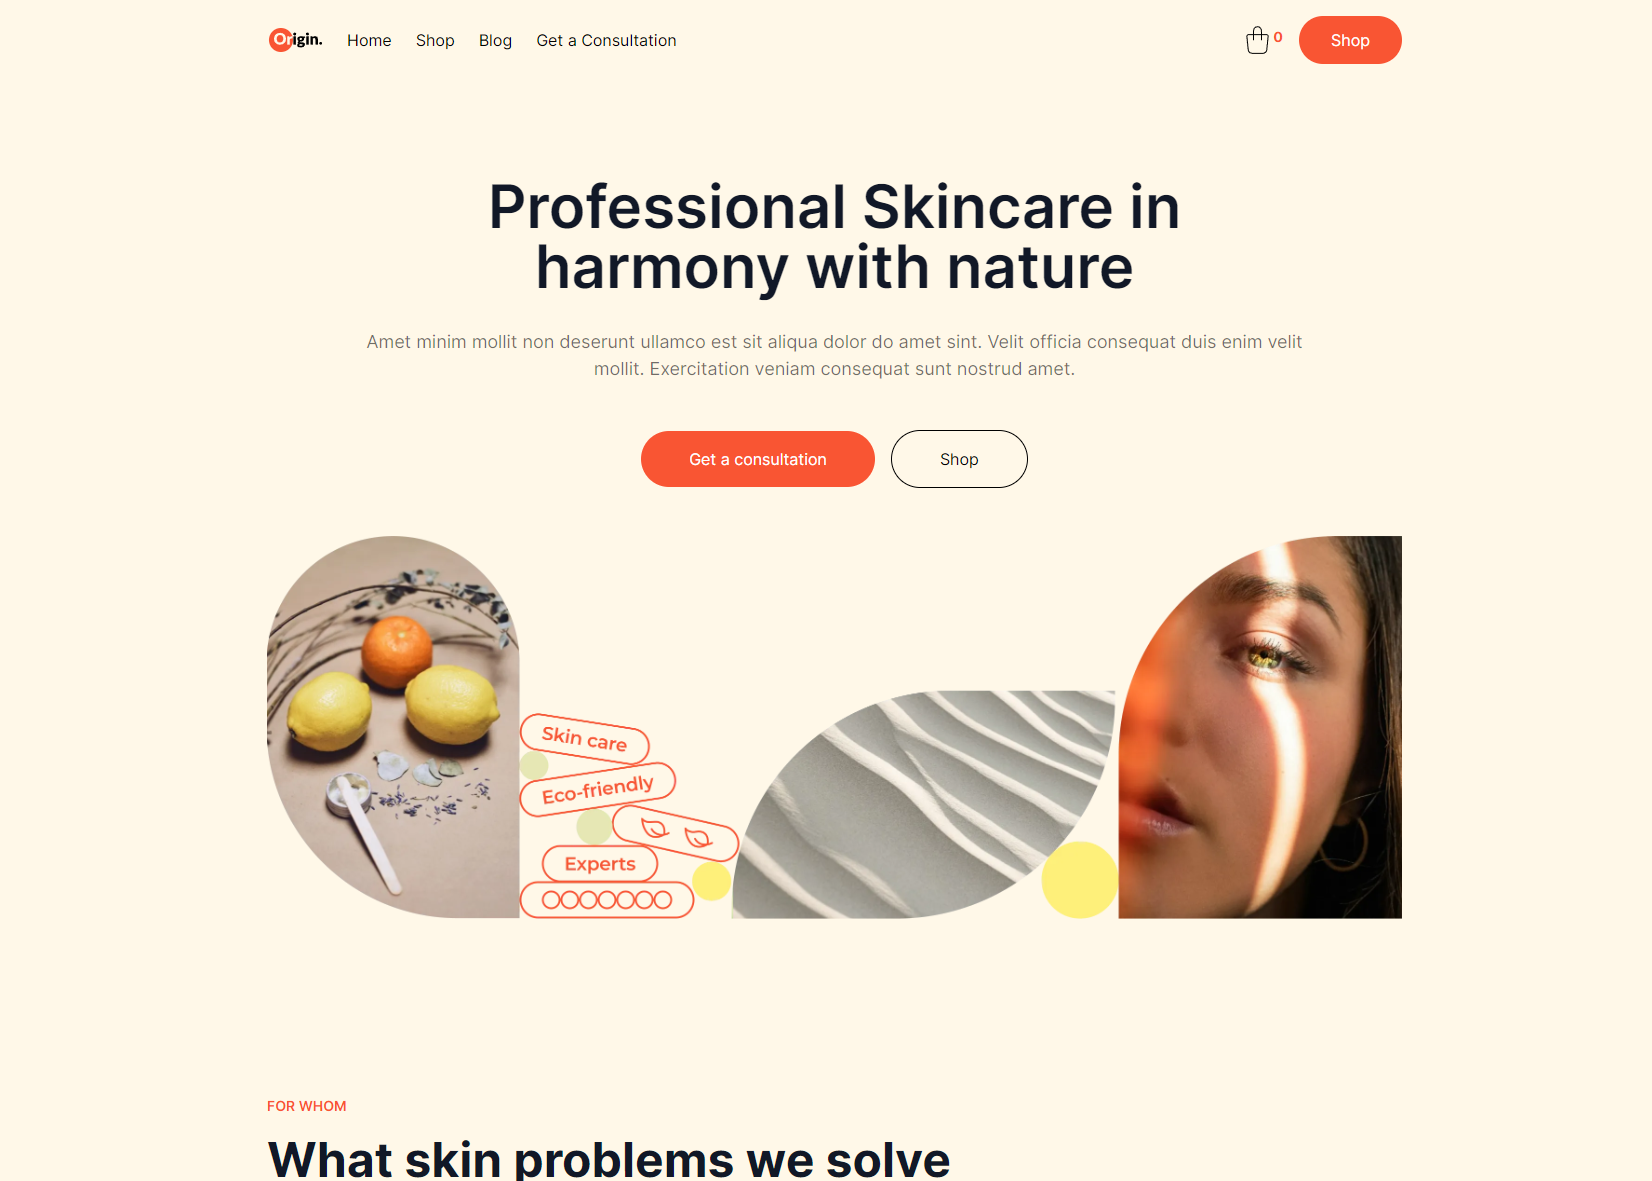 Origin.
Home
Shop
Blog
Get a Consultation
0
Shop
Professional Skincare in
harmony with nature
Amet minim mollit non deserunt ullamco est sit aliqua dolor do amet sint. Velit officia consequat duis enim velit
mollit. Exercitation veniam consequat sunt nostrud amet.
Get a consultation
Shop
Skin care
Eco-friendly
Experts
FOR WHOM
What skin problems we solve